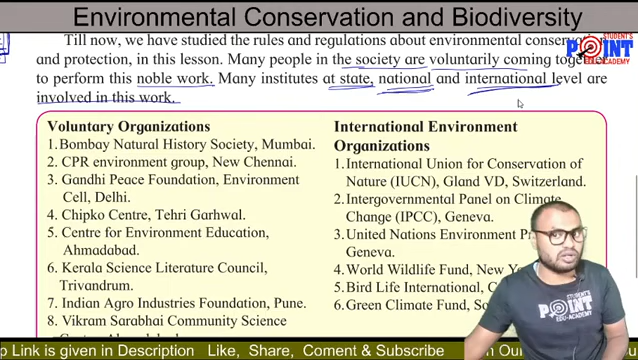 Environmental Conservation and Biodiversity
STUDENT'S
POINT
EDU-ACADEMY
Till now, we have studied the rules and regulations about environmental
and protection, in this lesson. Many people in the society are voluntarily coming
to perform this noble work. Many institutes at state, national and international level are
involved in this work.
Voluntary Organizations
1.Bombay Natural History Society, Mumbai.
2. CPR environment group, New Chennai.
3. Gandhi Peace Foundation, Environment
Cell, Delhi.
4. Chipko Centre, Tehri Garhwal.
5. Centre for Environment Education,
Ahmadabad.
6. Kerala Science Literature Council,
Trivandrum.
7. Indian Agro Industries Foundation, Pune.
8. Vikram Sarabhai Community Science
International Environment
Organizations
1.International Union for Conservation of
Nature (IUCN), Gland VD, Switzerland.
2.Intergovernmental Panel on Climate
Change (IPCC), Geneva.
3.United Nations Environment
Geneva.
4.World Wildlife Fund, New
5.Bird Life International,
6.Green Climate Fund,
STUDENT'S
POINT
EDU-ACADEMY
p Link is given in Description Like, Share, Coment & Subscribe